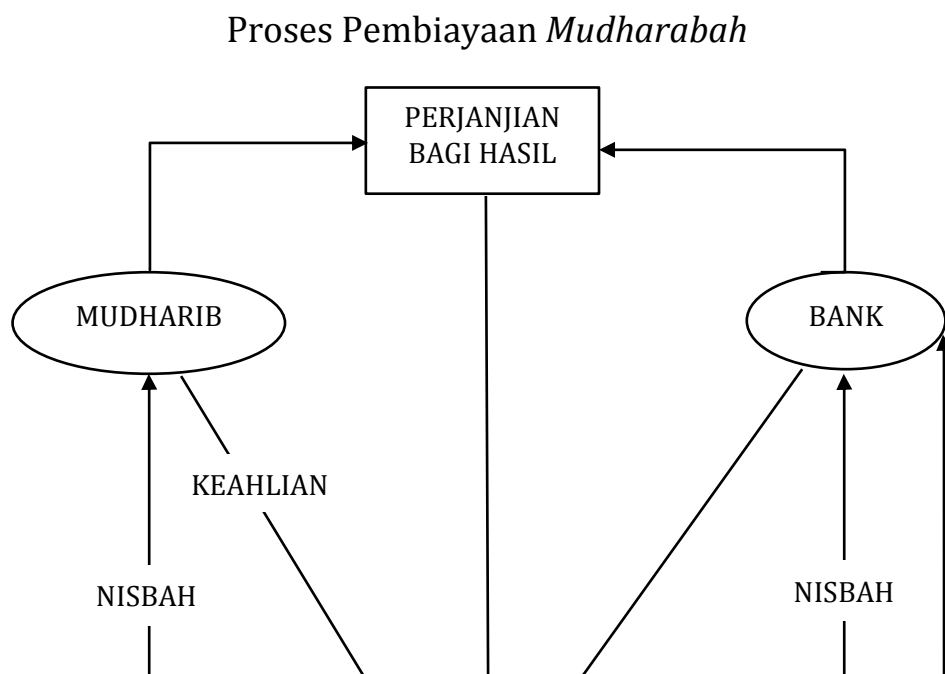 Proses Pembiayaan Mudharabah
PERJANJIAN
BAGI HASIL
MUDHARIB
BANK
KEAHLIAN
NISBAH
NISBAH